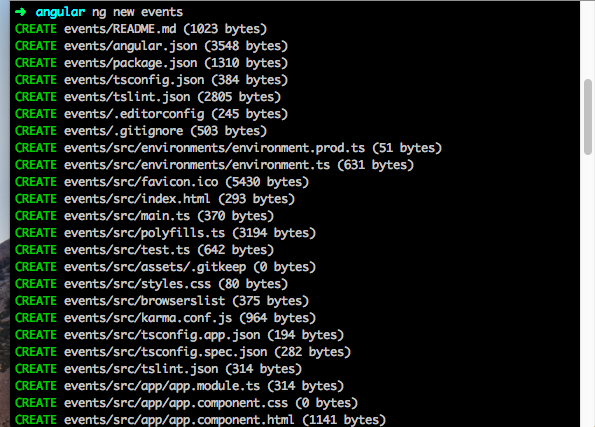 ➜ angular ng new events
CREATE events/README.md (1023 bytes)
CREATE events/angular.json (3548 bytes)
CREATE events/package.json (1310 bytes)
CREATE events/tsconfig.json (384 bytes)
CREATE events/tslint.json (2805 bytes)
CREATE events/.editorconfig (245 bytes)
CREATE events/.gitignore (503 bytes)
CREATE events/src/environments/environment.prod.ts (51 bytes)
CREATE events/src/environments/environment.ts (631 bytes)
CREATE events/src/favicon.ico (5430 bytes)
CREATE events/src/index.html (293 bytes)
CREATE events/src/main.ts (370 bytes)
CREATE events/src/polyfills.ts (3194 bytes)
CREATE events/src/test.ts (642 bytes)
CREATE events/src/assets/.gitkeep (0 bytes)
CREATE events/src/styles.css (80 bytes)
CREATE events/src/browserslist (375 bytes)
CREATE events/src/karma.conf.js (964 bytes)
CREATE events/src/tsconfig.app.json (194 bytes)
CREATE events/src/tsconfig.spec.json (282 bytes)
CREATE events/src/tslint.json (314 bytes)
CREATE events/src/app/app.module.ts (314 bytes)
CREATE events/src/app/app.component.css (0 bytes)
CREATE events/src/app/app.component.html (1141 bytes)